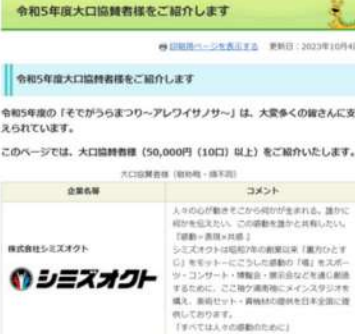 令和5年度大口協賛者様をご紹介します
印刷用ページを表示する 更新日：2023年10月4
令和5年度大口協賛者様をご紹介します
令和5年度の「そでがうらまつり～アレワイサノサ～」は、大変多くの皆さんに支
えられています。
このページでは、大口協賛者様（50,000円（10口）以上）をご紹介いたします。
大口協賛者様（敬称略・順不同）
企業名等 コメント
株式会社シミズオクト
シミズオクト
人々の心が動きそこから何かが生まれる。誰かに
何かを伝えたい、この感動を誰かと共有したい。
「感動＝表現×共感」
シミズオクトは昭和7年の創業以来「裏方ひとす
じ」をモットーにこうした感動の「場」をスポー
ツ・コンサート・博覧会・展示会などを通じ創造
するために、ここ袖ケ浦南袖にメインスタジオを
構え、美術セット・資機材の提供を日本全国に提
供しております。
「すべては人々の感動のために」